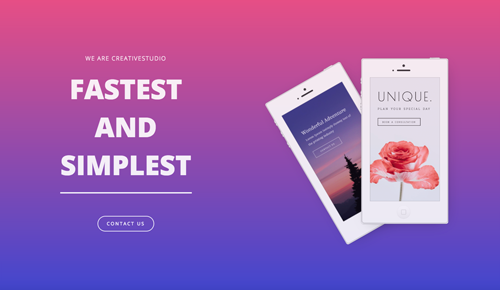 WE ARE CREATIVESTUDIO
FASTEST
AND
SIMPLEST
CONTACT US
Wonderful Adventure
UNIQUE.
PLAN YOUR SPECIAL DAY